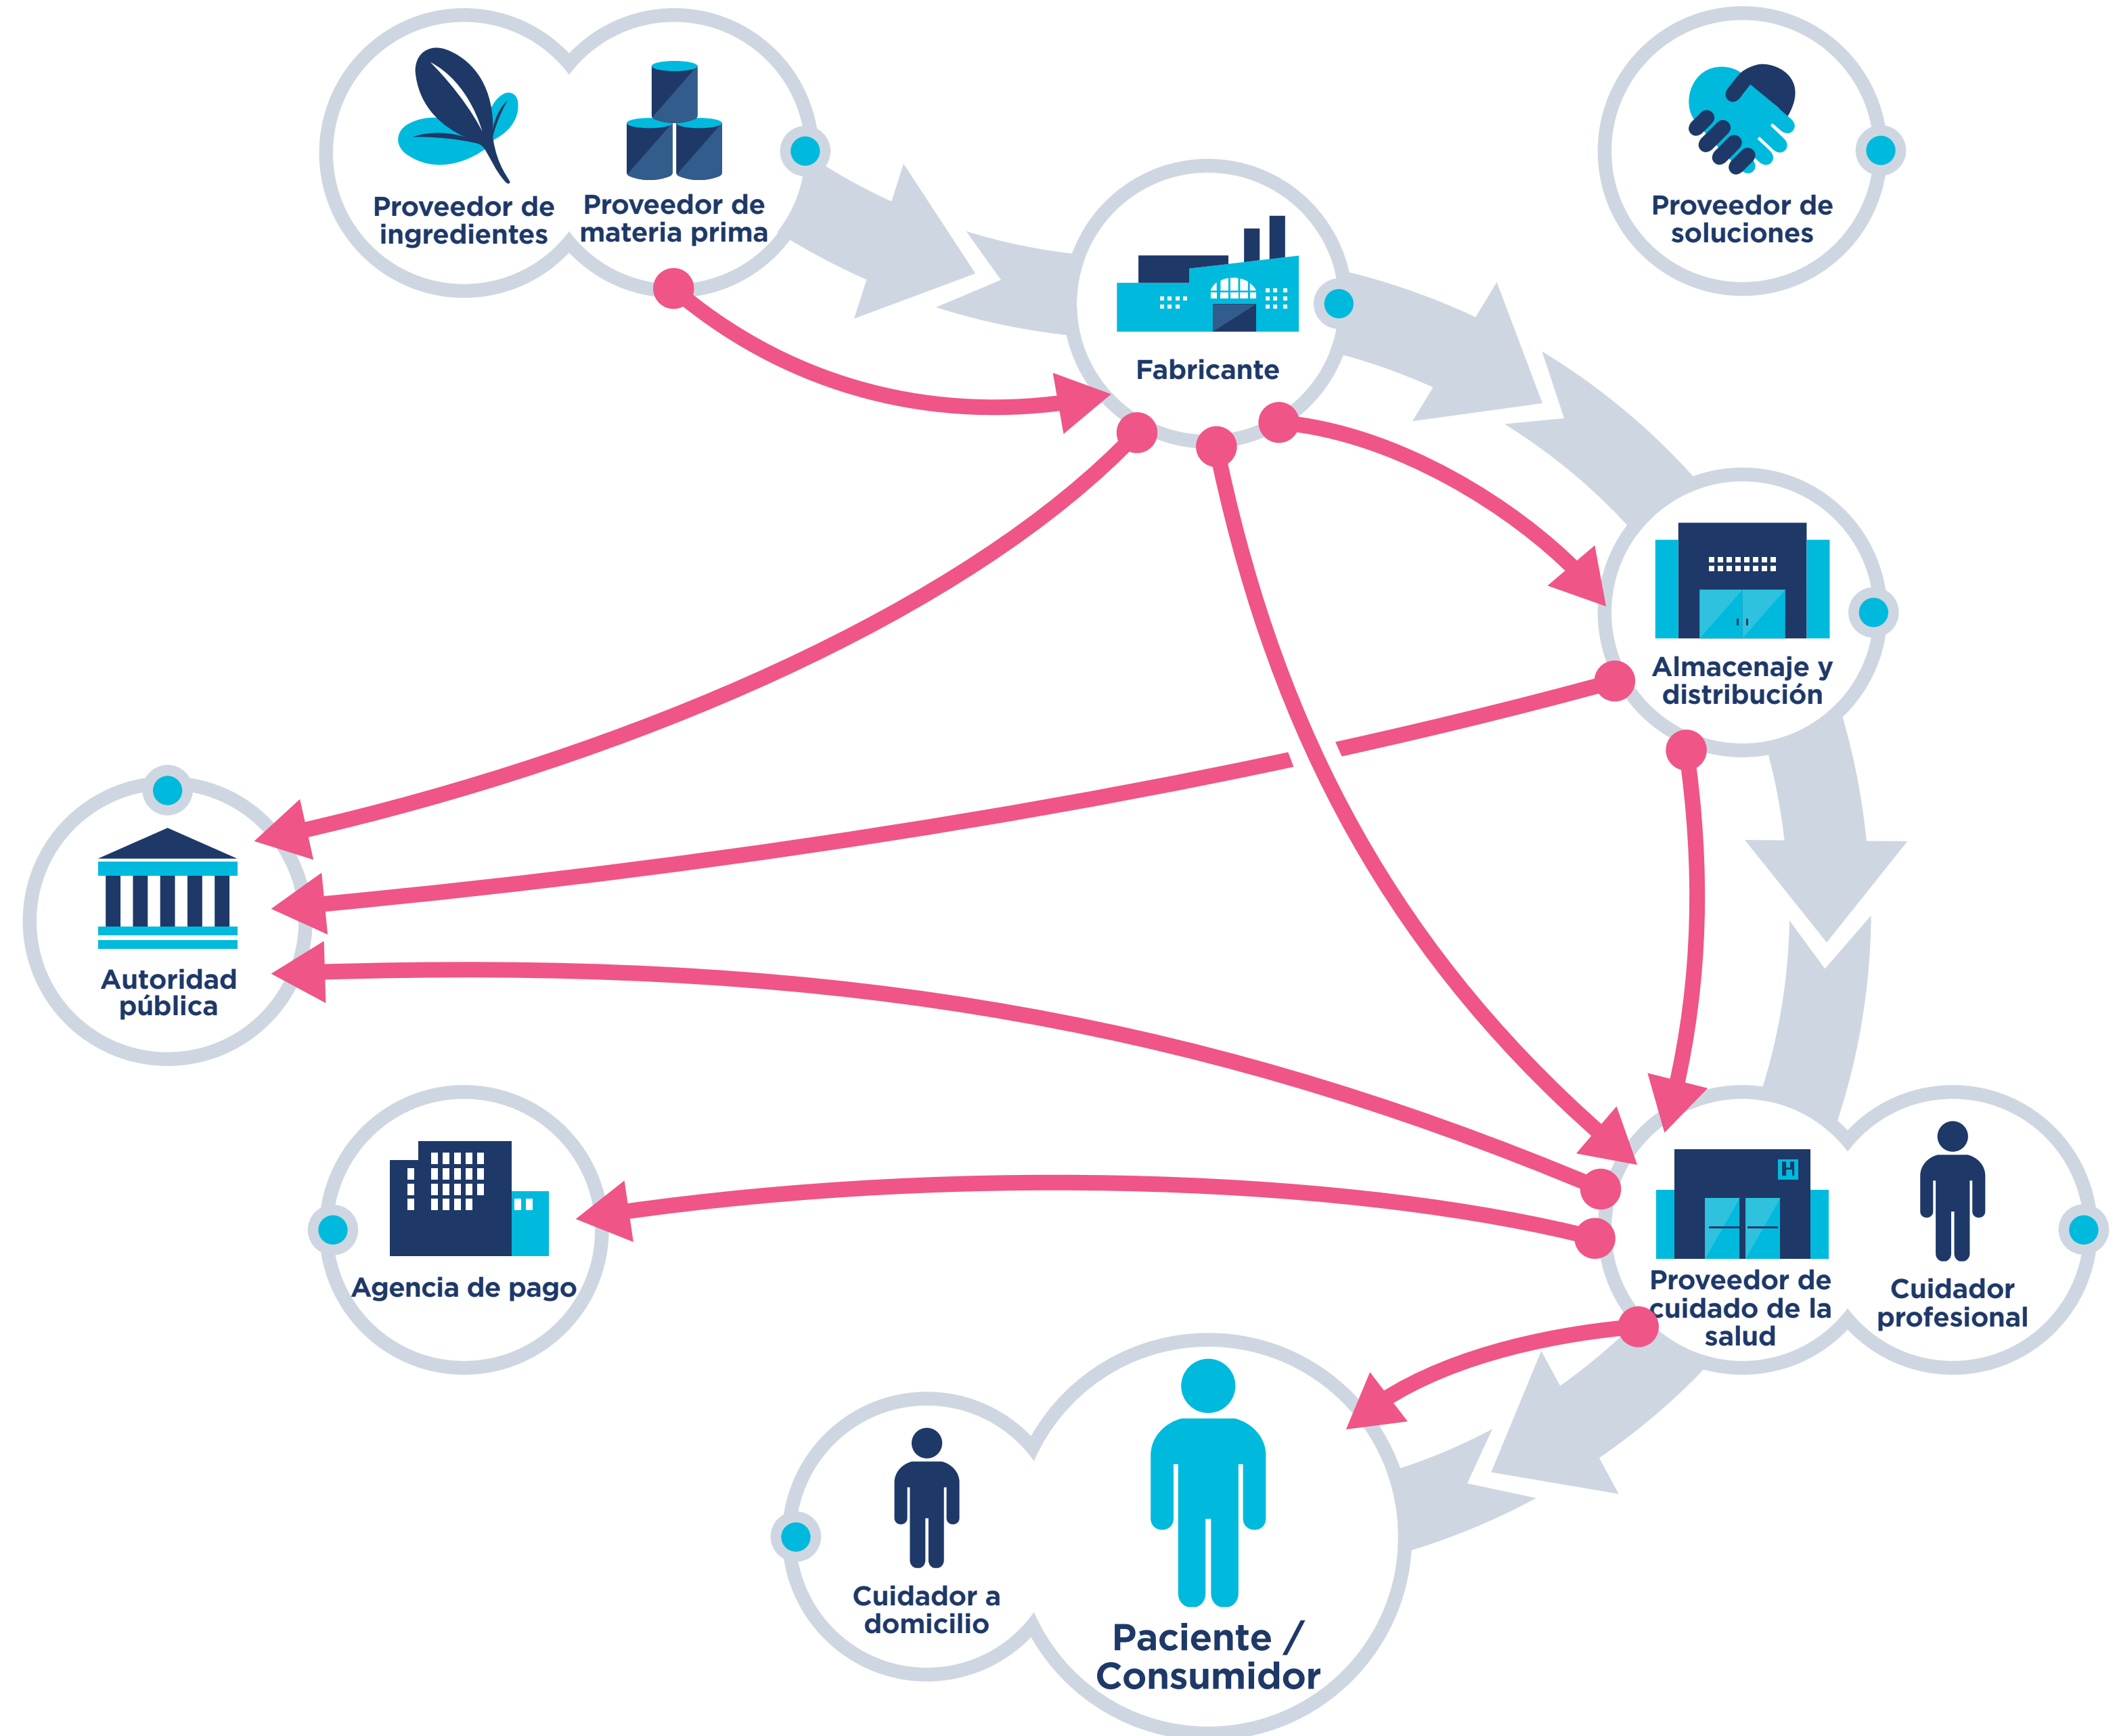 Proveedor de
ingredientes
Proveedor de
materia prima
Proveedor de
soluciones
Fabricante
Almacenaje y
distribución
Autoridad
pública
Agencia de pago
H
Proveedor de
cuidado de la
salud
Cuidador
profesional
Cuidador a
domicilio
Paciente /
Consumidor